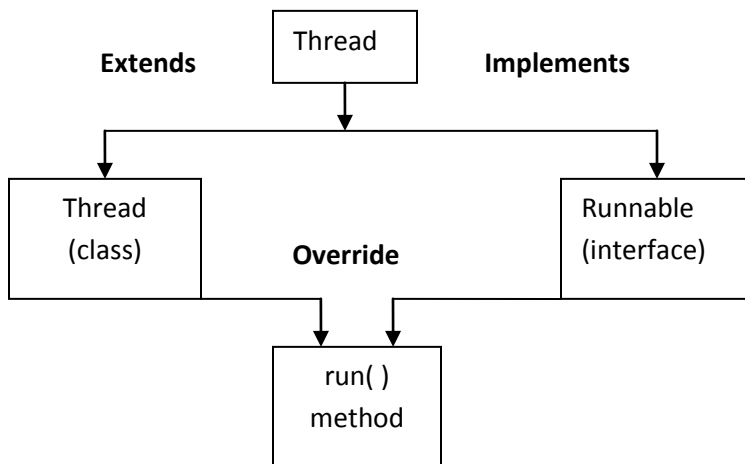 Thread
Extends
Implements
Thread
(class)
Runnable
(interface)
Override
run( )
method